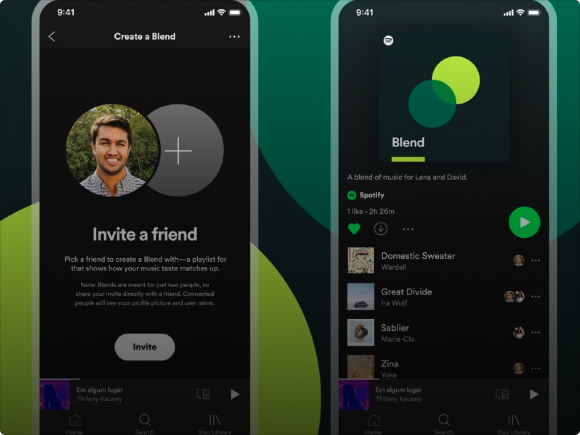 9:41
Create a Blend
Invite a friend
Pick a friend to create a Blend with—a playlist for
that shows how your music taste matches up.
Note: Blends are meant for just two people, so
share your invite directly with a friend. Connected
people will see your profile picture and user name.
Invite
Em algum lugar
Thifany Kauany
Home
Search
Your Library
9:41
Blend
A blend of music for Lena and David.
Spotify
1 like • 2h 26m
Domestic Sweater
Wardell
Great Divide
Ira Wolf
Sablier
Marie-Clo
Zina
Yoke
Em algum lugar
Thifany Kauany
Home
Search
Your Library